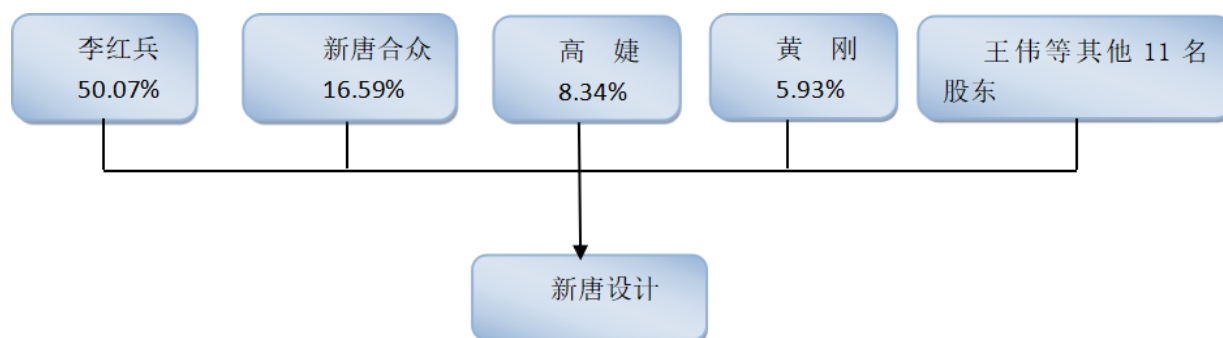 李红兵
50.07%
新唐合众
16.59%
高 婕
8.34%
黄 刚
5.93%
王伟等其他 11 名
股东
新唐设计